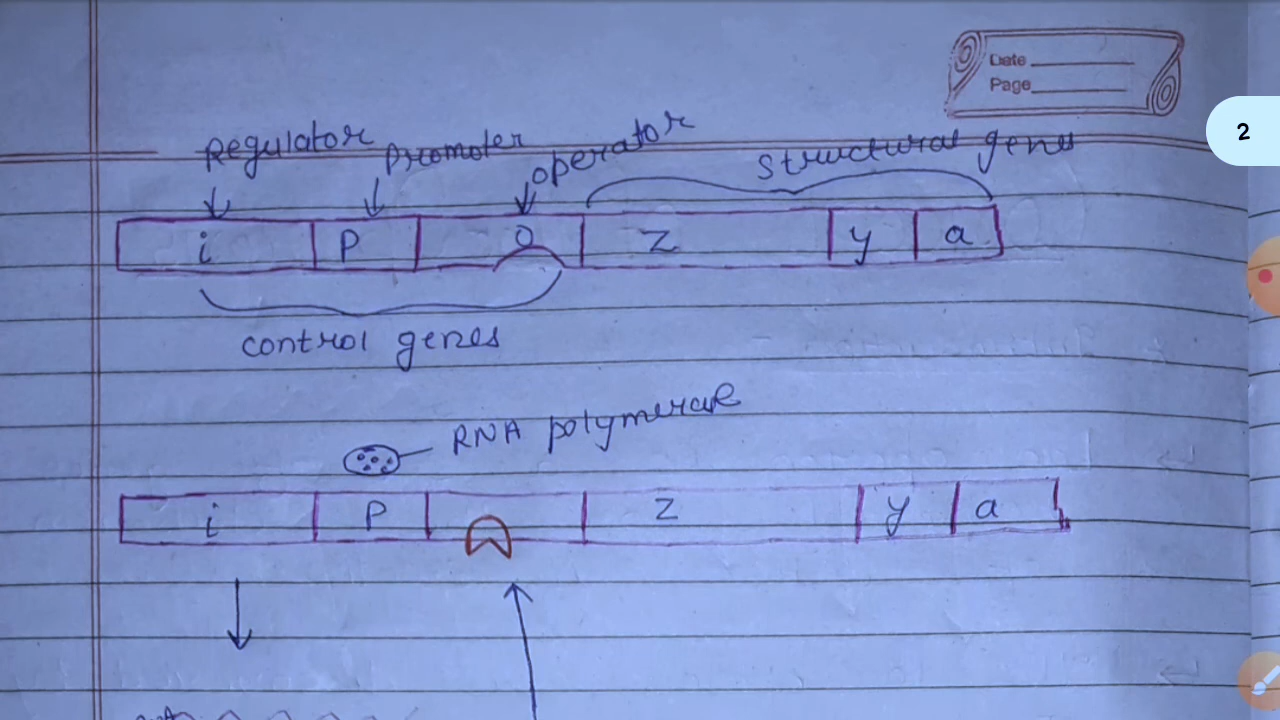 Date
Page
2
Regulator Promoter operator structural genes
i P O Z y a
control genes
RNA polymerase
i P Z y a